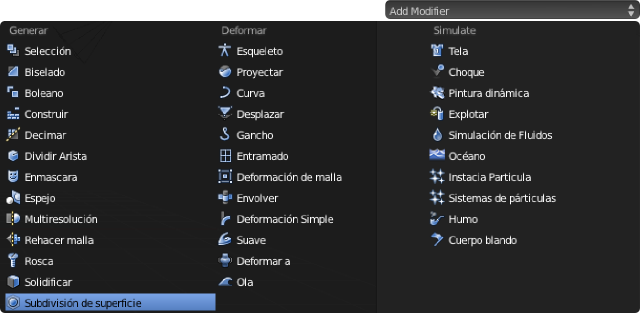 Add Modifier
Generar
Selección
Biselado
Boleano
Construir
Decimar
Dividir Arista
Enmascara
Espejo
Multiresolución
Rehacer malla
Rosca
Solidificar
Subdivisión de superficie
Deformar
Esqueleto
Proyectar
Curva
Desplazar
Gancho
Entramado
Deformación de malla
Envolver
Deformación Simple
Suave
Deformar a
Ola
Simulate
Tela
Choque
Pintura dinámica
Explotar
Simulación de Fluidos
Océano
Instacia Particula
Sistemas de párticulas
Humo
Cuerpo blando